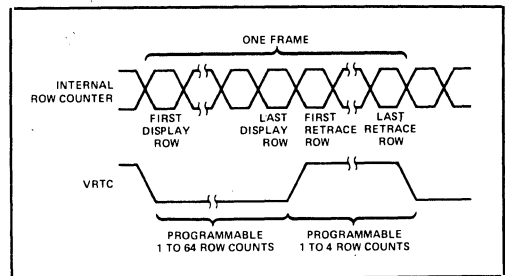 ONE FRAME
INTERNAL
ROW COUNTER
FIRST
DISPLAY
ROW
LAST
DISPLAY
ROW
FIRST
RETRACE
ROW
LAST
RETRACE
ROW
VRTC
PROGRAMMABLE
1 TO 64 ROW COUNTS
PROGRAMMABLE
1 TO 4 ROW COUNTS